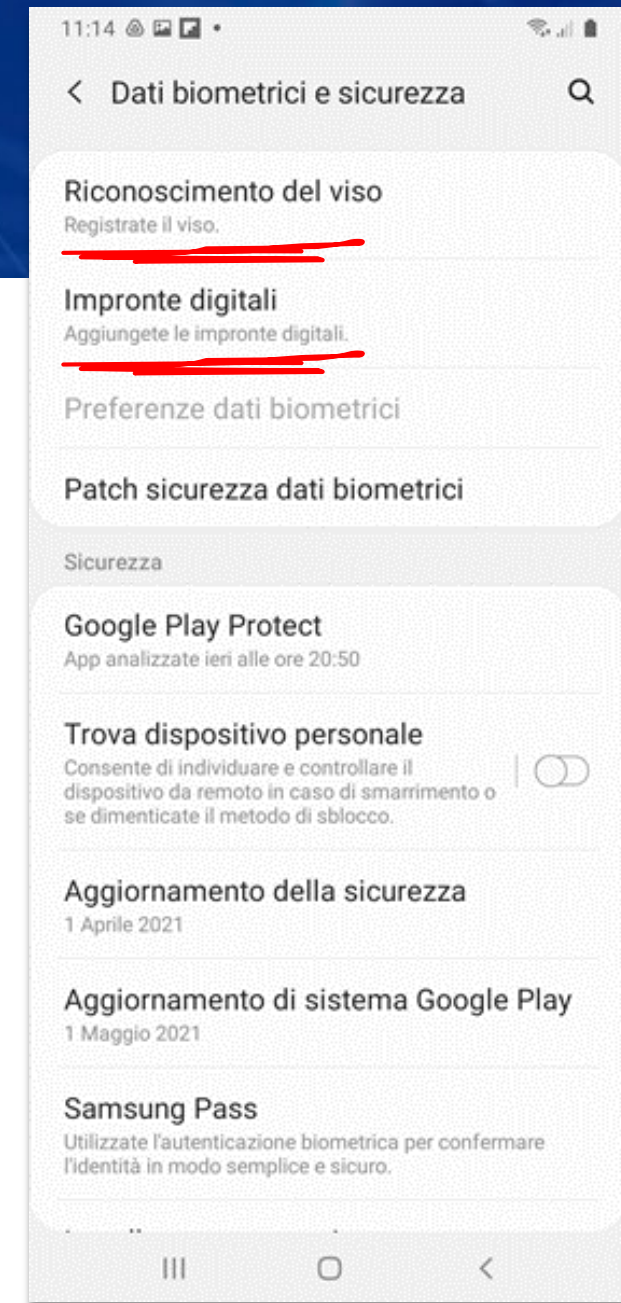 11:14
Dati biometrici e sicurezza
Riconoscimento del viso
Registrate il viso.
Impronte digitali
Aggiungete le impronte digitali.
Preferenze dati biometrici
Patch sicurezza dati biometrici
Sicurezza
Google Play Protect
App analizzate ieri alle ore 20:50
Trova dispositivo personale
Consente di individuare e controllare il
dispositivo da remoto in caso di smarrimento o
se dimenticate il metodo di sblocco.
Aggiornamento della sicurezza
1 Aprile 2021
Aggiornamento di sistema Google Play
1 Maggio 2021
Samsung Pass
Utilizzate l'autenticazione biometrica per confermare
l'identità in modo semplice e sicuro.